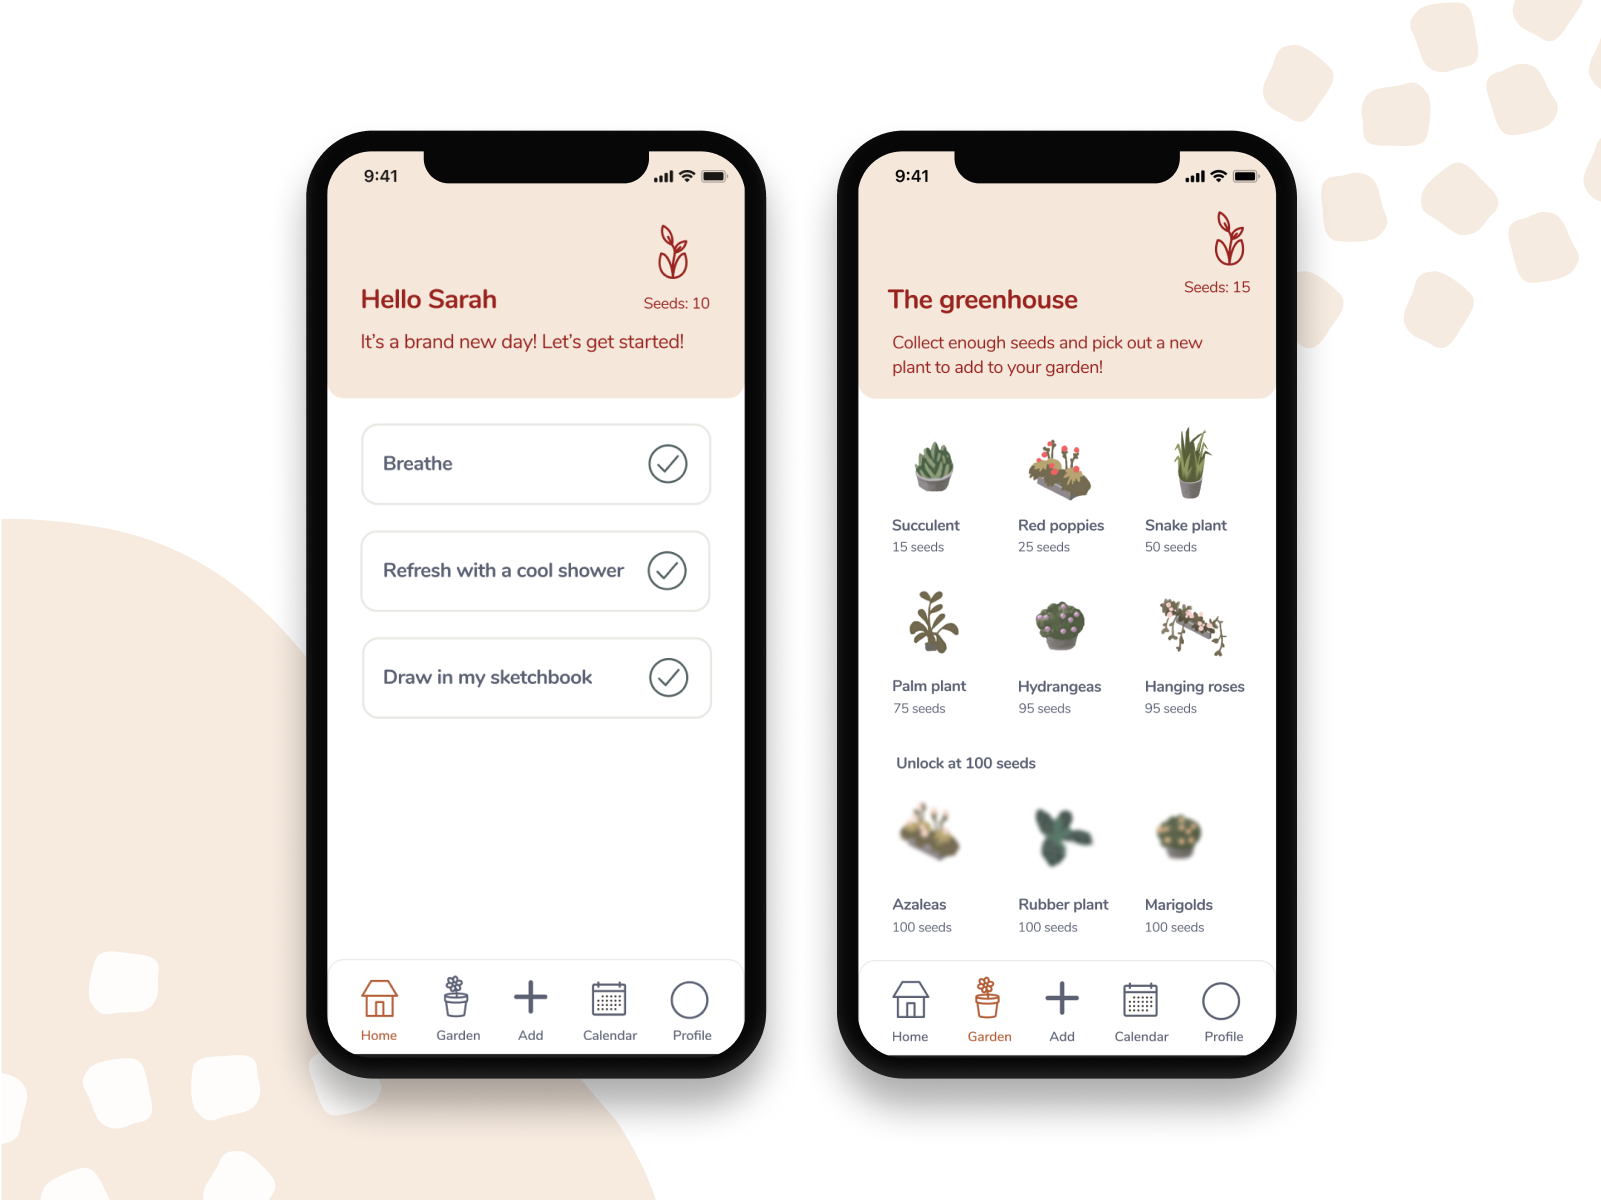 9:41
Hello Sarah
Seeds: 10
It's a brand new day! Let's get started!
Breathe
Refresh with a cool shower
Draw in my sketchbook
Home Garden Add Calendar Profile
9:41
Seeds: 15
The greenhouse
Collect enough seeds and pick out a new
plant to add to your garden!
Succulent Red poppies Snake plant
15 seeds 25 seeds 50 seeds
Palm plant Hydrangeas Hanging roses
75 seeds 95 seeds 95 seeds
Unlock at 100 seeds
Azaleas Rubber plant Marigolds
100 seeds 100 seeds 100 seeds
Home Garden Add Calendar Profile